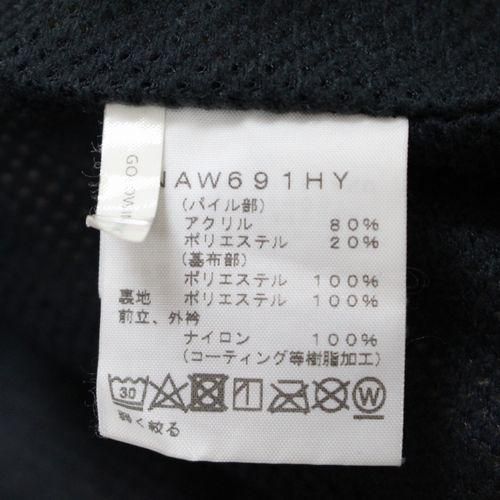 GO
NAW691HY
(パイル部)
アクリル 80%
ポリエステル 20%
(基布部)
ポリエステル 100%
裏地 ポリエステル 100%
前立、外衿
ナイロン 100%
(コーティング等樹脂加工)
30 W
弱く絞る